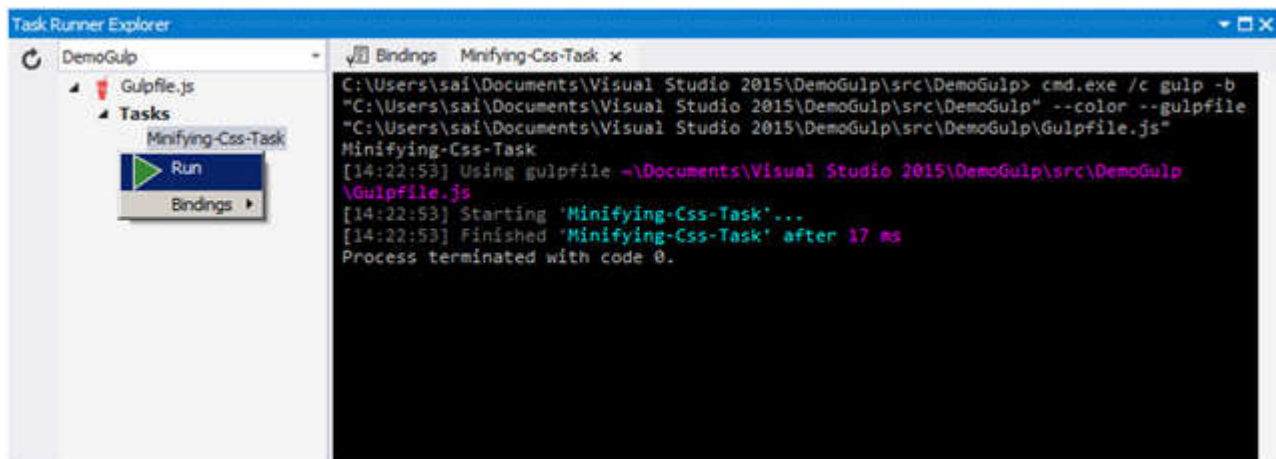 Task Runner Explorer
DemoGulp
Gulpfile.js
Tasks
Minifying-Css-Task
Run
Bindings
Bindings Minifying-Css-Task
C:\Users\sai\Documents\Visual Studio 2015\DemoGulp\src\DemoGulp> cmd.exe /c gulp -b
"C:\Users\sai\Documents\Visual Studio 2015\DemoGulp\src\DemoGulp" --color --gulpfile
"C:\Users\sai\Documents\Visual Studio 2015\DemoGulp\src\DemoGulp\Gulpfile.js"
Minifying-Css-Task
[14:22:53] Using gulpfile ~\Documents\Visual Studio 2015\DemoGulp\src\DemoGulp
\Gulpfile.js
[14:22:53] Starting 'Minifying-Css-Task'...
[14:22:53] Finished 'Minifying-Css-Task' after 17 ms
Process terminated with code 0.